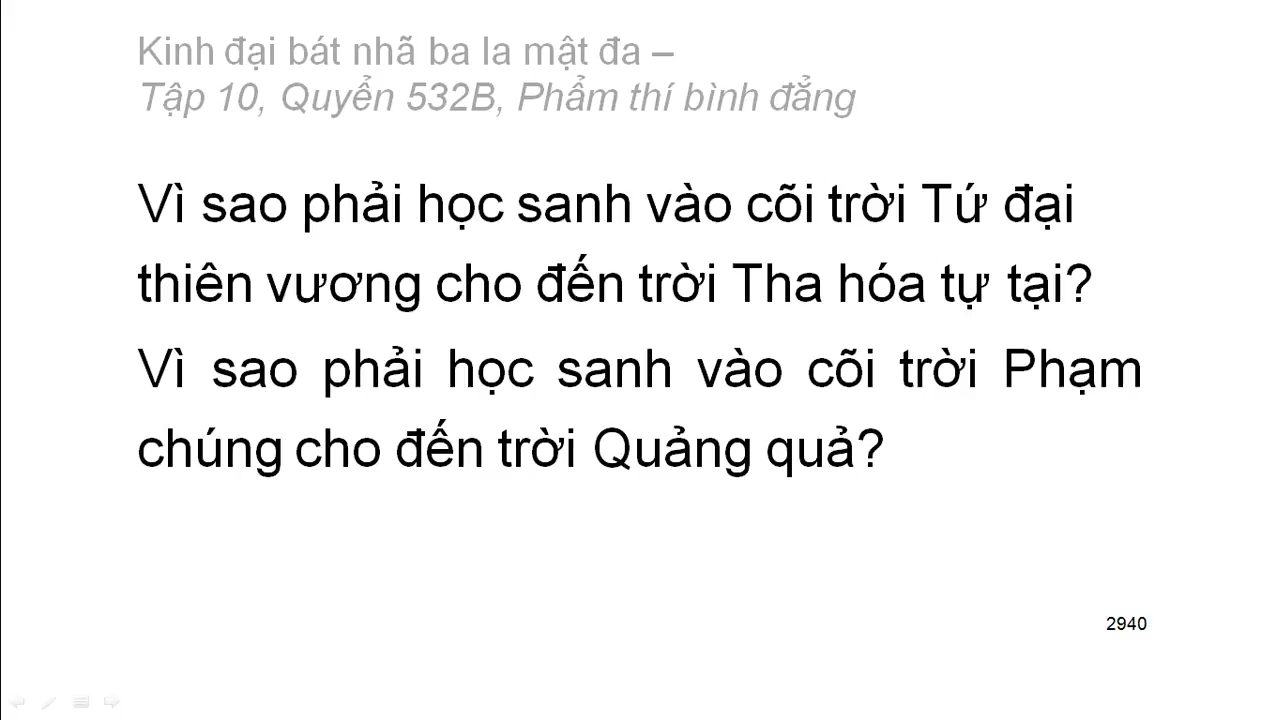 Kinh đại bát nhã ba la mật đa –
Tập 10, Quyển 532B, Phẩm thí bình đẳng
Vì sao phải học sanh vào cõi trời Tứ đại
thiên vương cho đến trời Tha hóa tự tại?
Vì sao phải học sanh vào cõi trời Phạm
chúng cho đến trời Quảng quả?
2940